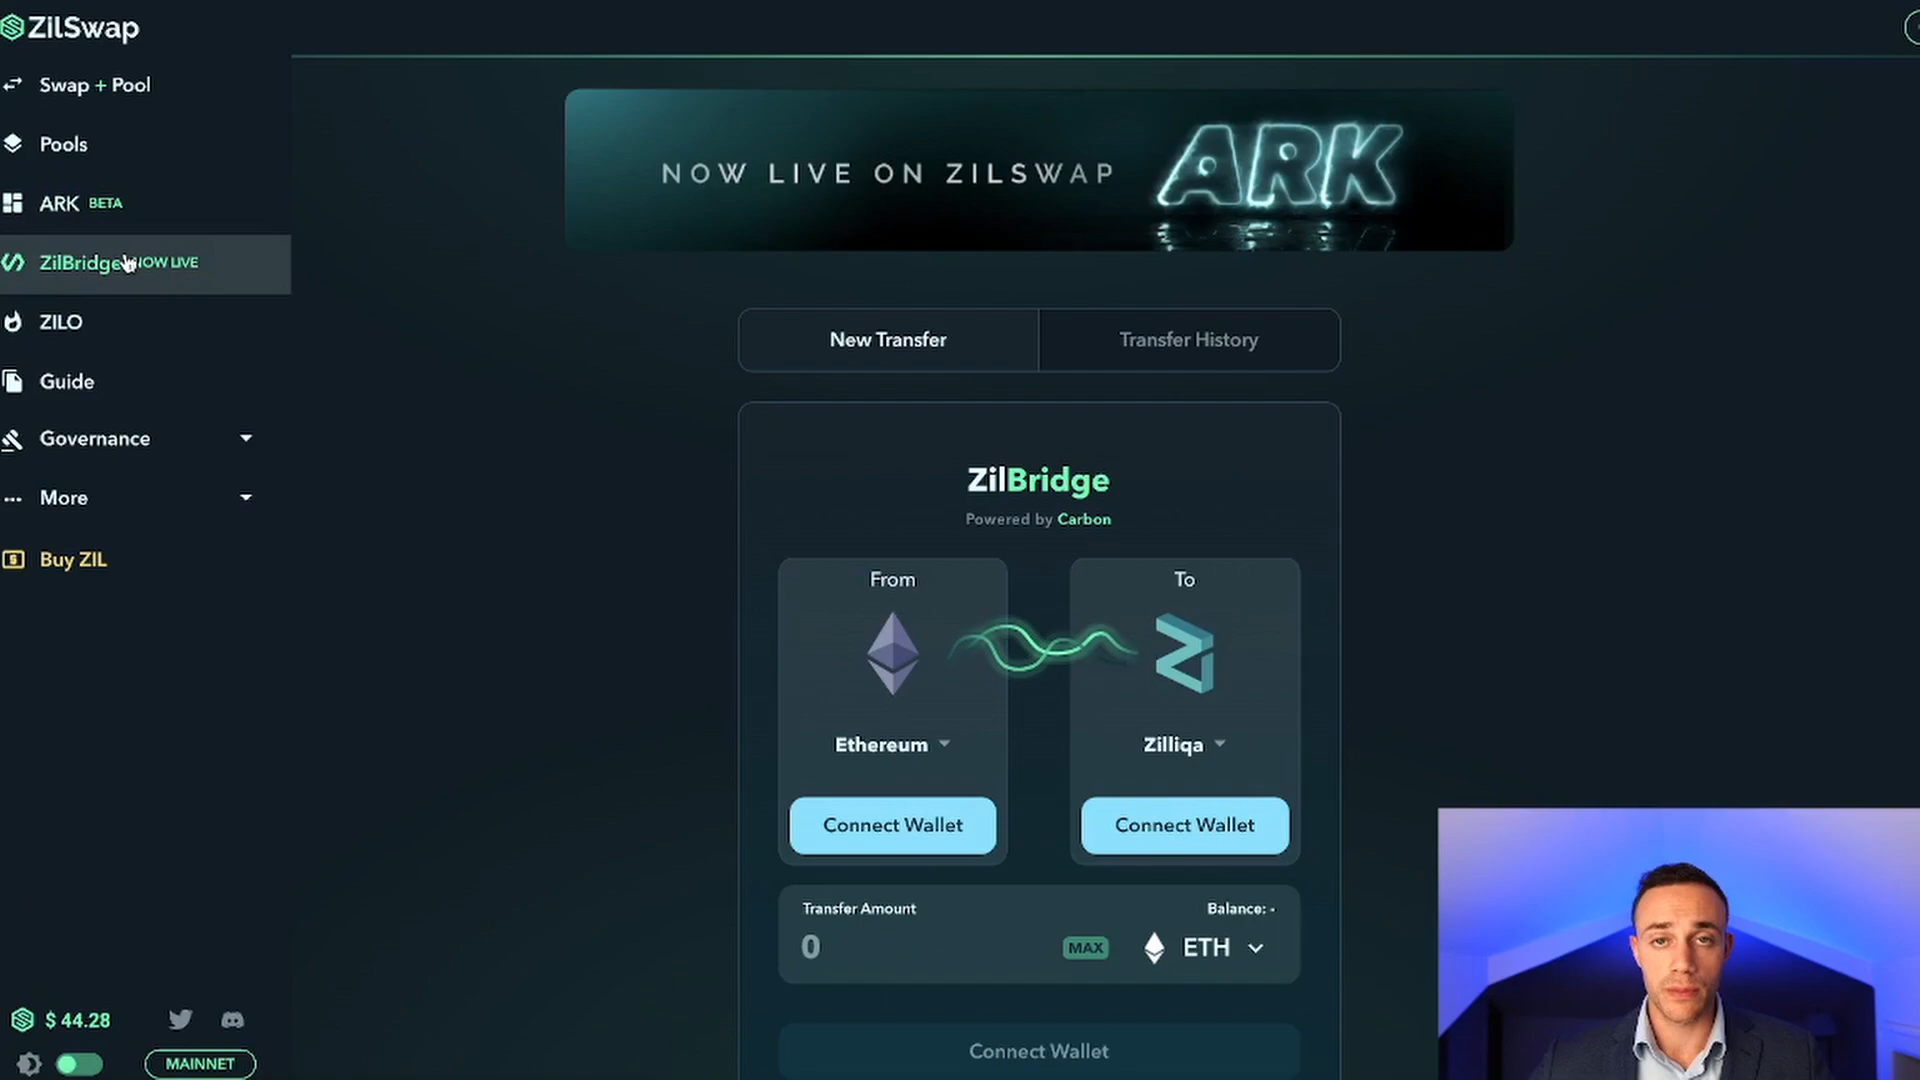 ZilSwap
Swap + Pool
Pools
ARK BETA
ZilBridge NOW LIVE
ZILO
Guide
Governance
More
Buy ZIL
$ 44.28
MAINNET
NOW LIVE ON ZILSWAP ARK
New Transfer
Transfer History
ZilBridge
Powered by Carbon
From
To
Ethereum
Zilliqa
Connect Wallet
Connect Wallet
Transfer Amount
Balance: -
0
MAX
ETH
Connect Wallet